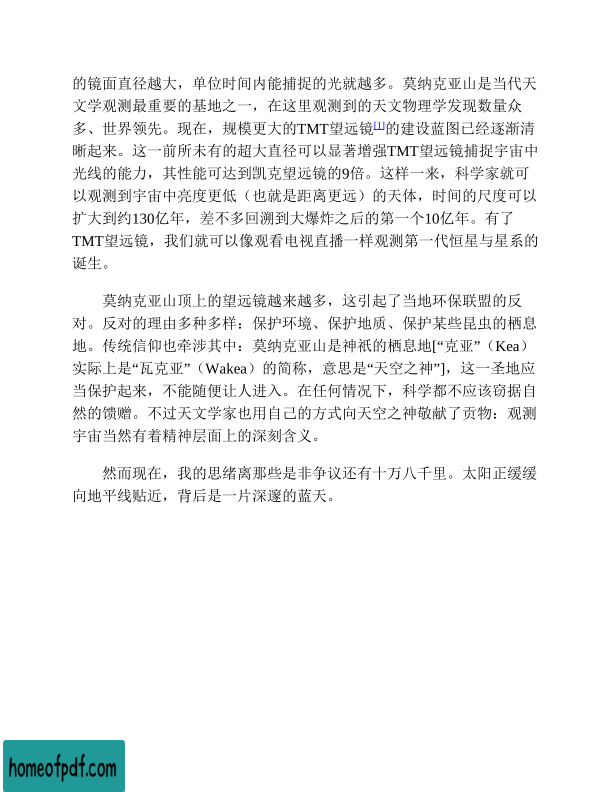 的镜面直径越大，单位时间内能捕捉的光就越多。莫纳克亚山是当代天
文学观测最重要的基地之一，在这里观测到的天文物理学发现数量众
多、世界领先。现在，规模更大的TMT望远镜[1]的建设蓝图已经逐渐清
晰起来。这一前所未有的超大直径可以显著增强TMT望远镜捕捉宇宙中
光线的能力，其性能可达到凯克望远镜的9倍。这样一来，科学家就可
以观测到宇宙中亮度更低（也就是距离更远）的天体，时间的尺度可以
扩大到约130亿年，差不多回溯到大爆炸之后的第一个10亿年。有了
TMT望远镜，我们就可以像观看电视直播一样观测第一代恒星与星系的
诞生。
莫纳克亚山顶上的望远镜越来越多，这引起了当地环保联盟的反
对。反对的理由多种多样：保护环境、保护地质、保护某些昆虫的栖息
地。传统信仰也牵涉其中：莫纳克亚山是神祇的栖息地[“克亚”（Kea）
实际上是“瓦克亚”（Wakea）的简称，意思是“天空之神”]，这一圣地应
当保护起来，不能随便让人进入。在任何情况下，科学都不应该窃据自
然的馈赠。不过天文学家也用自己的方式向天空之神敬献了贡物：观测
宇宙当然有着精神层面上的深刻含义。
然而现在，我的思绪离那些是非争议还有十万八千里。太阳正缓缓
向地平线贴近，背后是一片深邃的蓝天。
homeofpdf.com